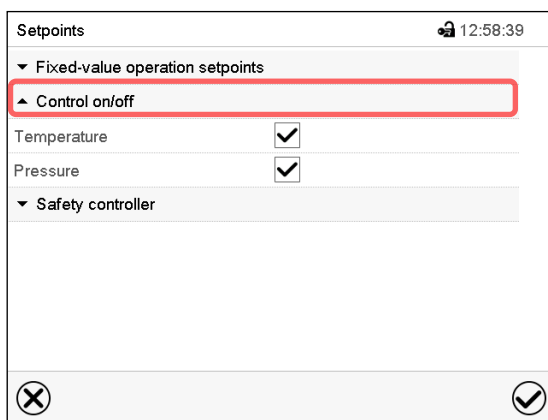 Setpoints 12:58:39
Fixed-value operation setpoints
Control on/off
Temperature
Pressure
Safety controller